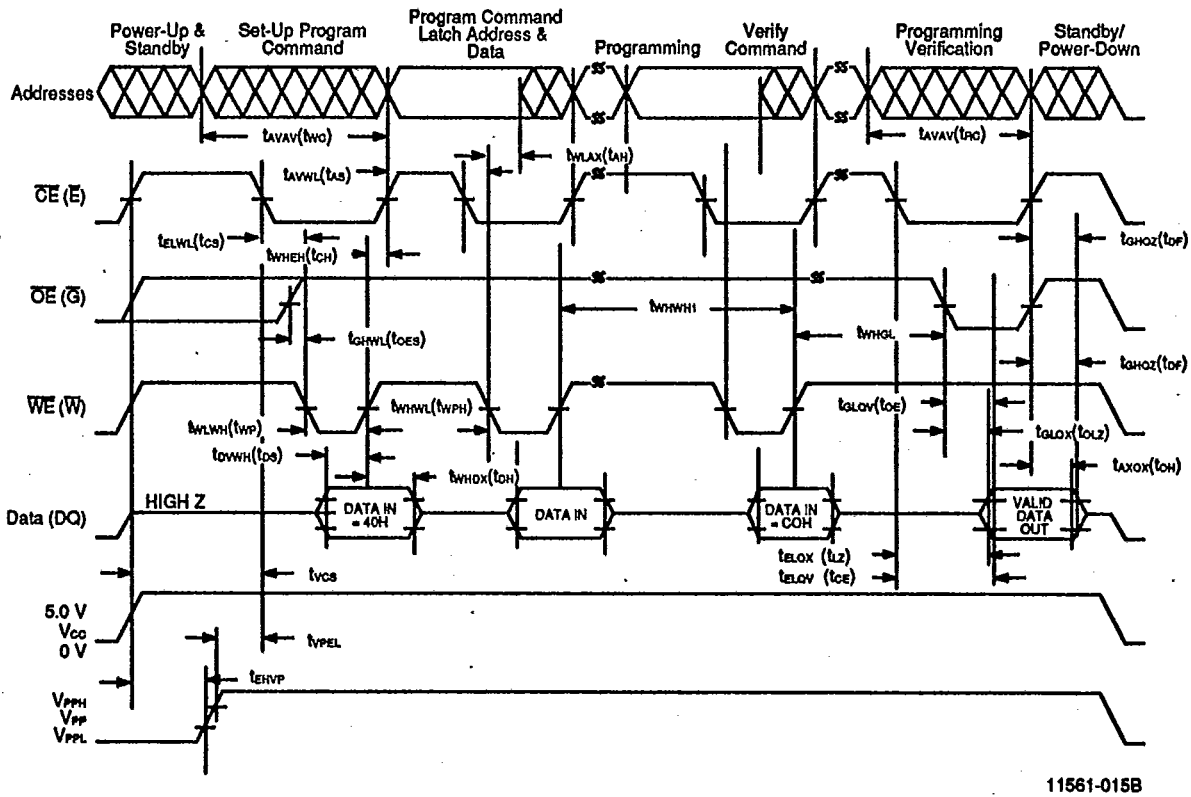 Power-Up &
Standby
Set-Up Program
Command
Program Command
Latch Address &
Data
Programming
Verify
Command
Programming
Verification
Standby/
Power-Down
Addresses
tAVAV(tWC)
tAVAV(tRC)
tWLAX(tAH)
tAVWL(tAS)
CE (E)
tELWL(tCS)
tWHEH(tCH)
tGHQZ(tDF)
OE (G)
tWHWH1
tWHGL
tGHWL(tOES)
tGHQZ(tDF)
WE (W)
tWLWH(tWP)
tWHWL(tWPH)
tGLQV(tOE)
tGLQX(tOLZ)
tDVWH(tDS)
tWHDX(tDH)
tAXQX(tOH)
Data (DQ)
HIGH Z
DATA IN
= 40H
DATA IN
DATA IN
= C0H
VALID
DATA
OUT
tELQX (tLZ)
tVCS
tELQV (tCE)
5.0 V
VCC
0 V
tVPEL
tEHVP
VPPH
VPP
VPPL
11561-015B